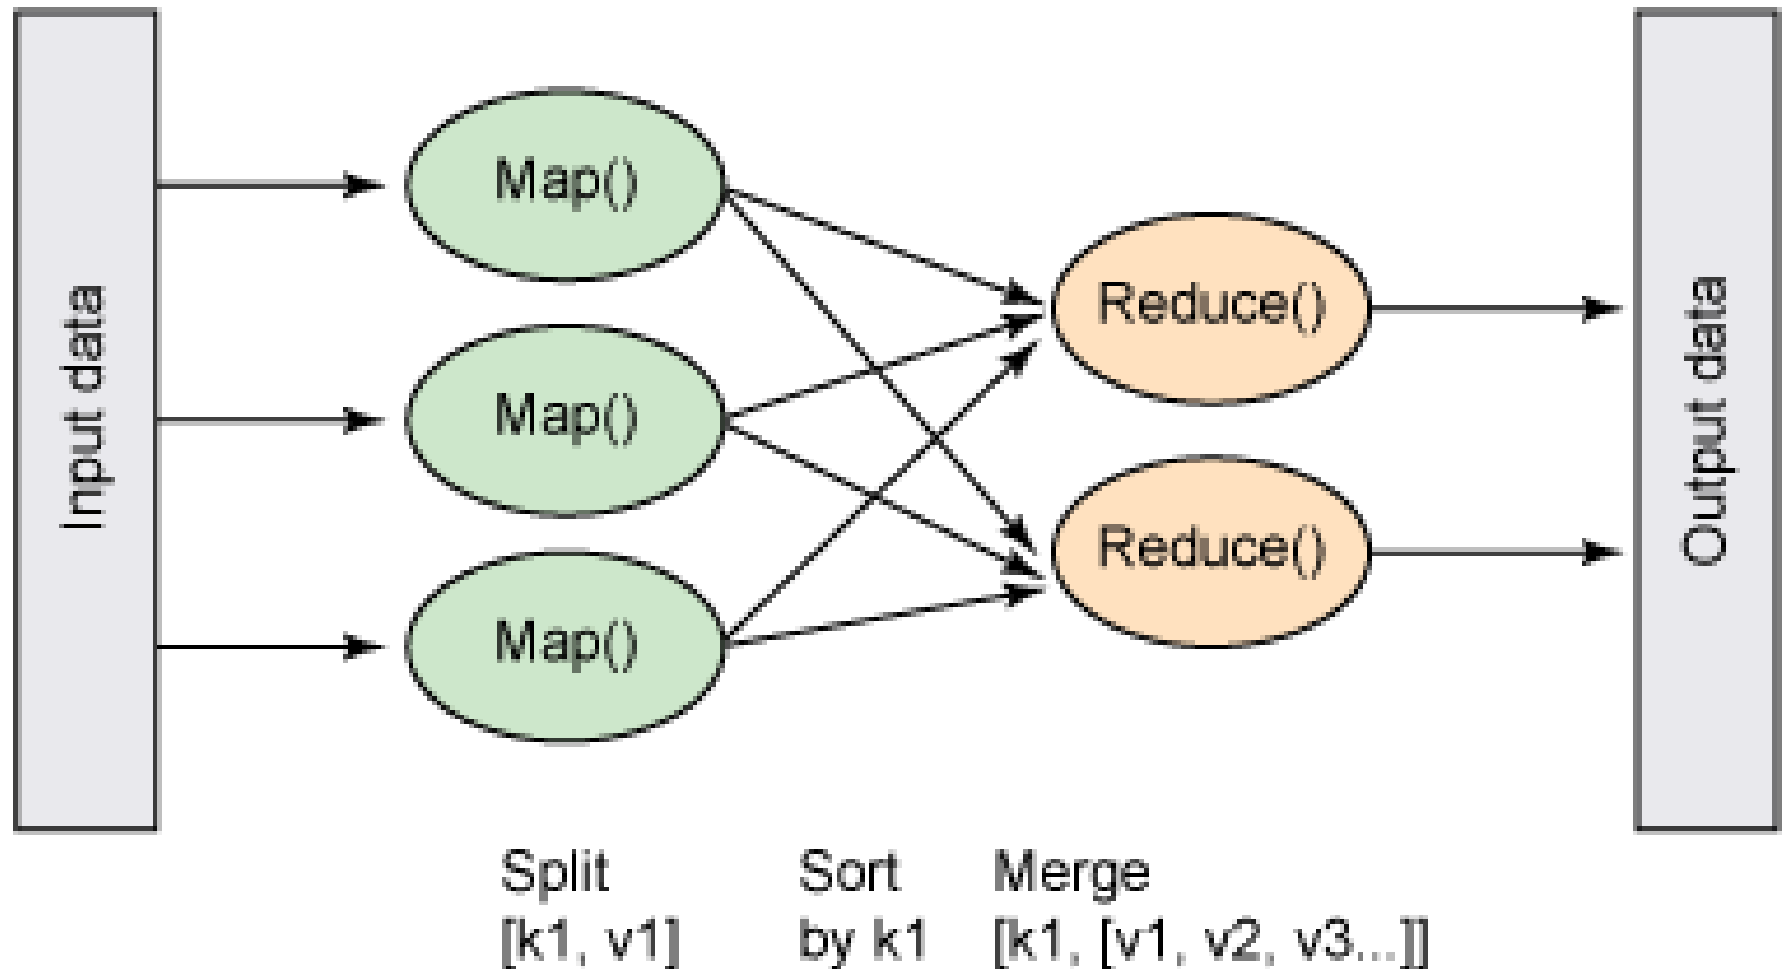 Input data
Map()
Map()
Map()
Reduce()
Reduce()
Output data
Split
[k1, v1]
Sort
by k1
Merge
[k1, [v1, v2, v3...]]